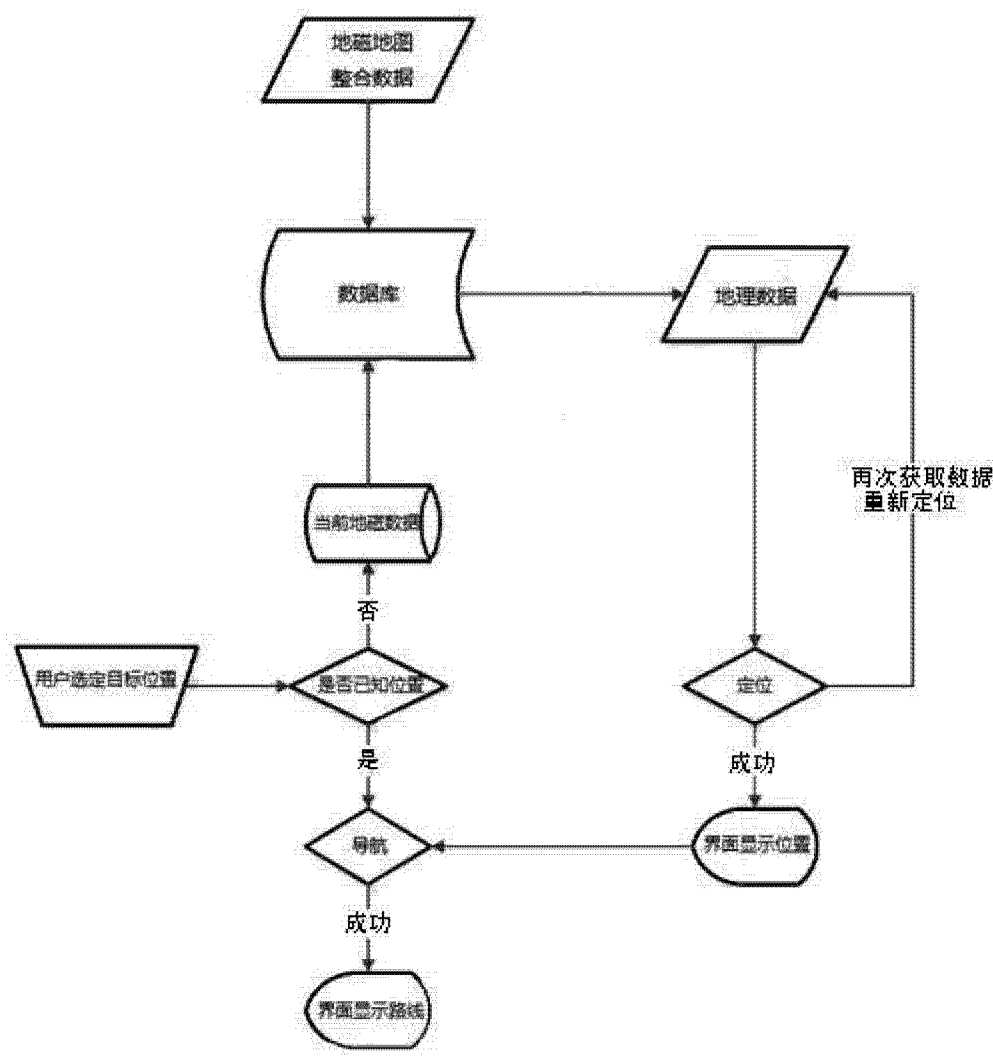 地磁地图
整合数据
数据库
地理数据
再次获取数据
重新定位
当前地磁数据
否
用户选定目标位置
是否已知位置
定位
是
成功
导航
界面显示位置
成功
界面显示路线